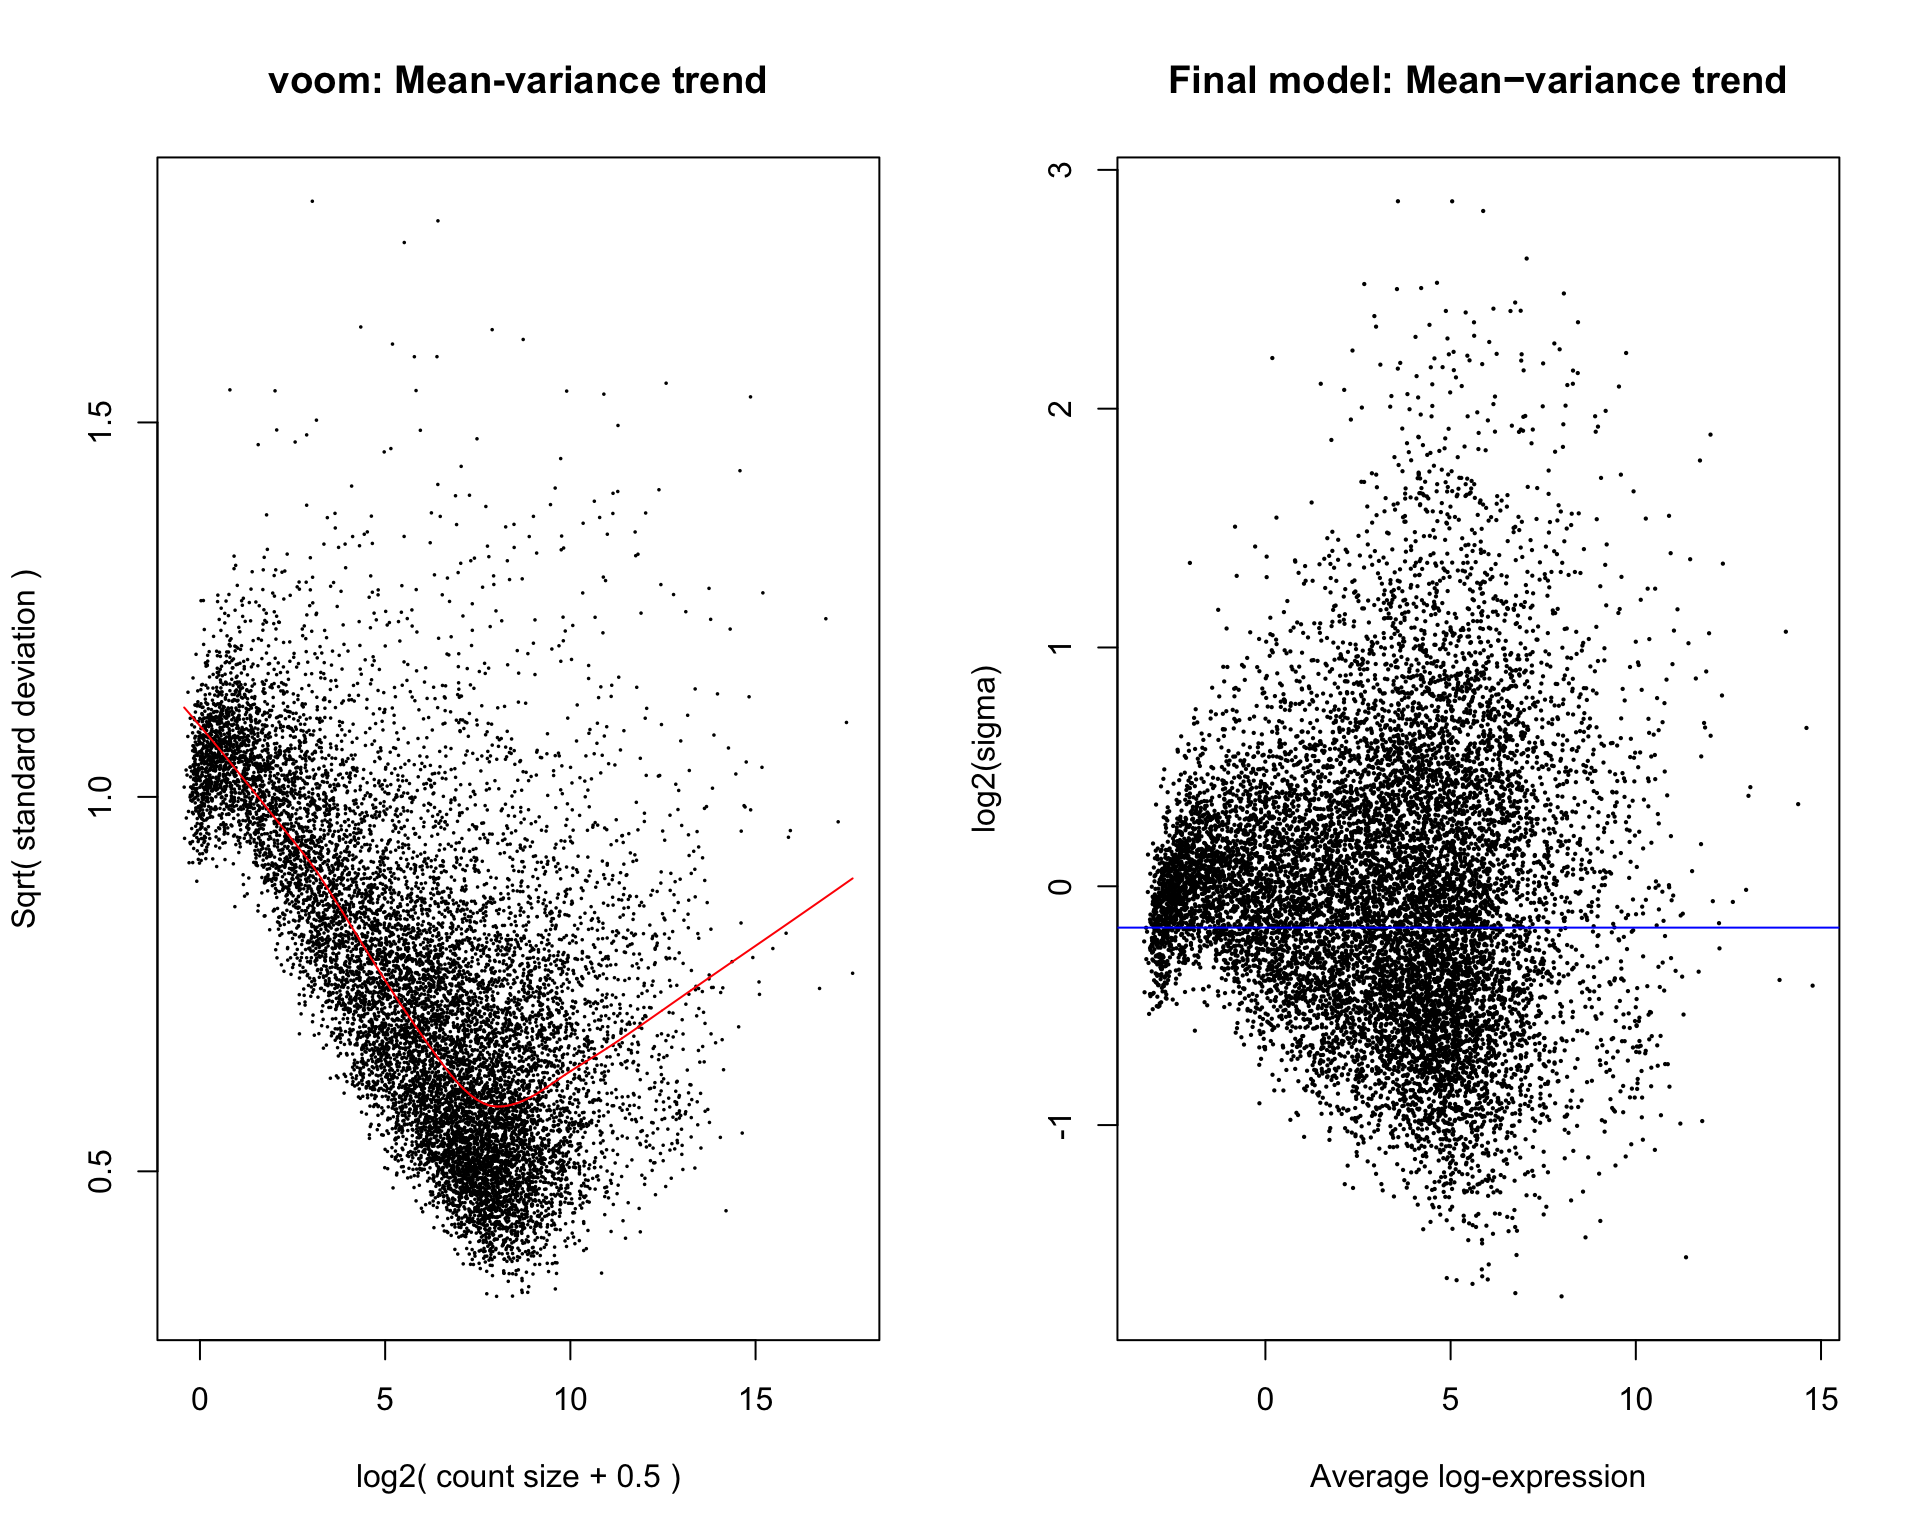 voom: Mean-variance trend
Sqrt( standard deviation )
1.5
1.0
0.5
0 5 10 15
log2( count size + 0.5 )
Final model: Mean−variance trend
log2(sigma)
3
2
1
0
-1
0 5 10 15
Average log-expression